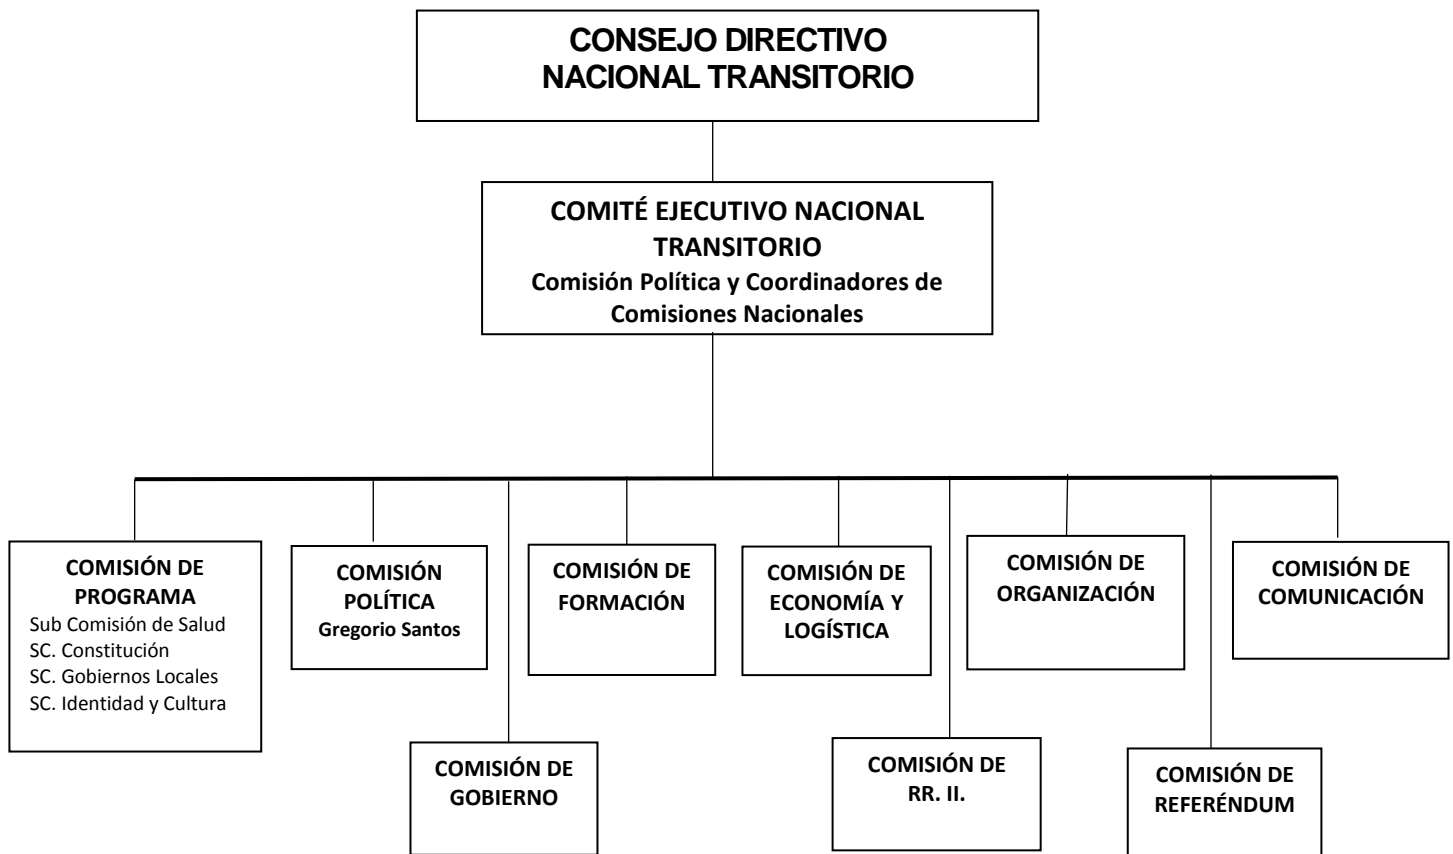 CONSEJO DIRECTIVO
NACIONAL TRANSITORIO
COMITÉ EJECUTIVO NACIONAL
TRANSITORIO
Comisión Política y Coordinadores de
Comisiones Nacionales
COMISIÓN DE
PROGRAMA
Sub Comisión de Salud
SC. Constitución
SC. Gobiernos Locales
SC. Identidad y Cultura
COMISIÓN
POLÍTICA
Gregorio Santos
COMISIÓN DE
FORMACIÓN
COMISIÓN DE
ECONOMÍA Y
LOGÍSTICA
COMISIÓN DE
ORGANIZACIÓN
COMISIÓN DE
COMUNICACIÓN
COMISIÓN DE
GOBIERNO
COMISIÓN DE
RR. II.
COMISIÓN DE
REFERÉNDUM